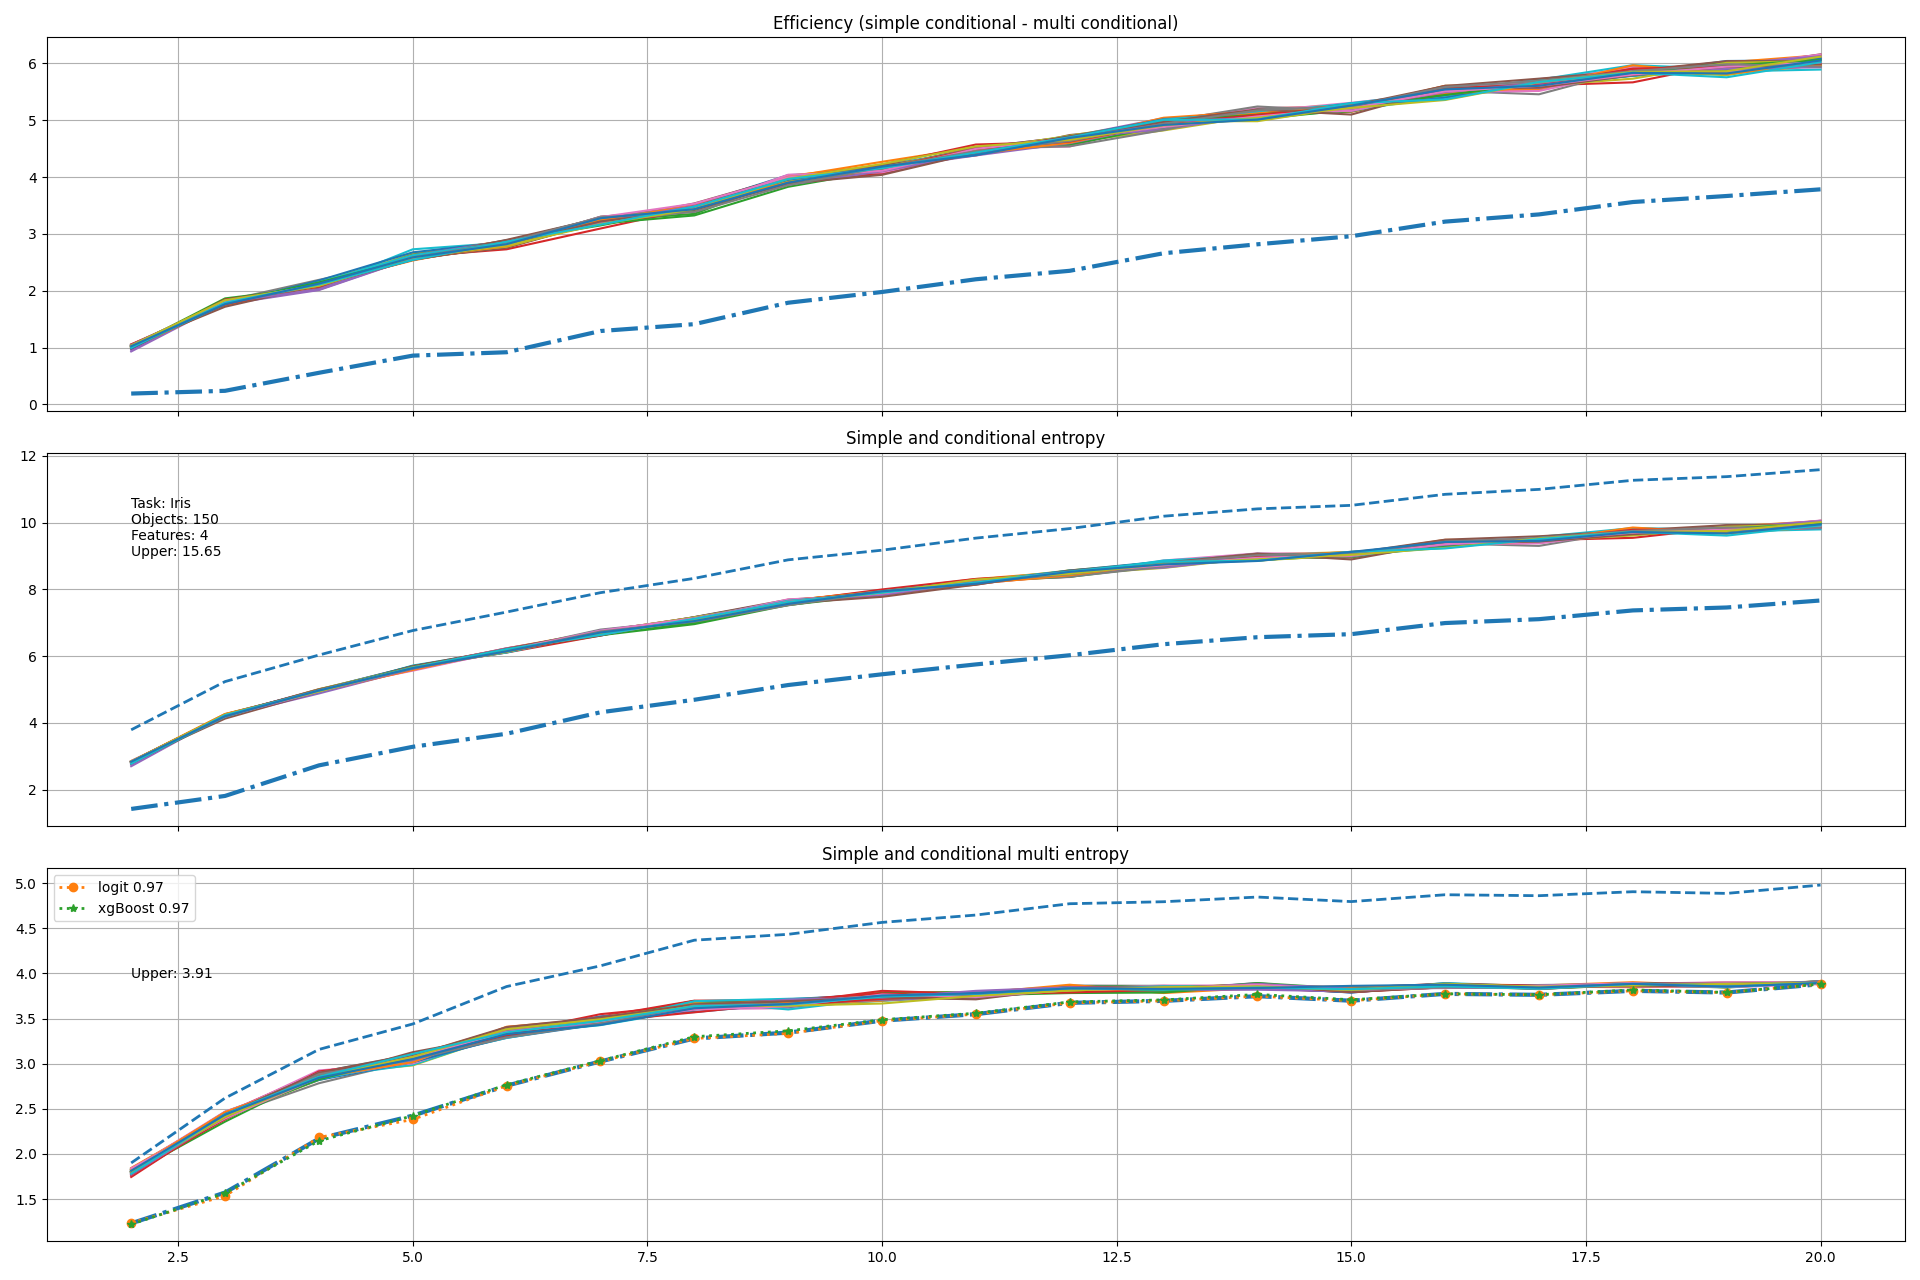 Efficiency (simple conditional - multi conditional)
6
5
4
3
2
1
0
Simple and conditional entropy
12
10
8
6
4
2
Task: Iris
Objects: 150
Features: 4
Upper: 15.65
Simple and conditional multi entropy
5.0
4.5
4.0
3.5
3.0
2.5
2.0
1.5
logit 0.97
xgBoost 0.97
Upper: 3.91
2.5 5.0 7.5 10.0 12.5 15.0 17.5 20.0